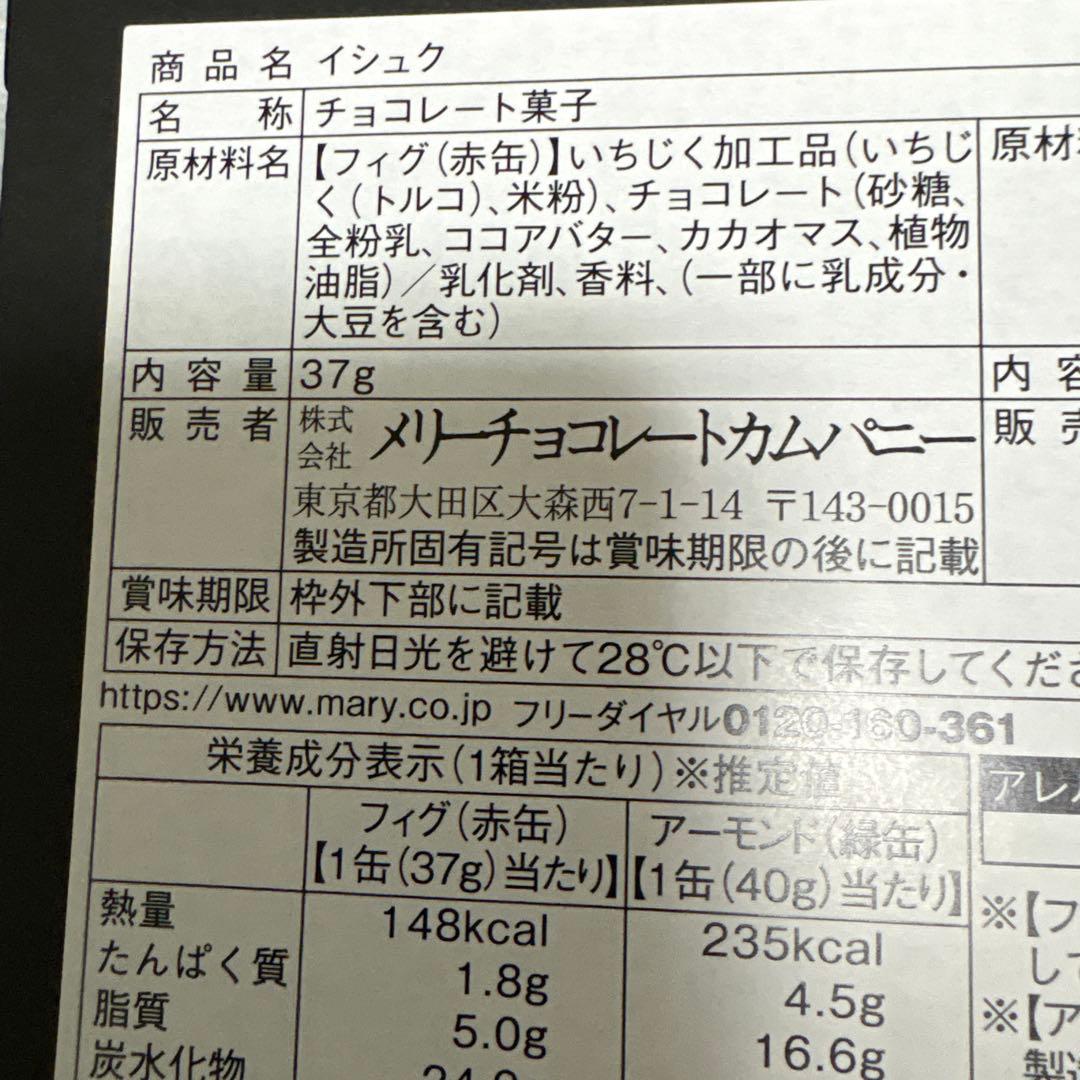 商品名 イシュク
名称 チョコレート菓子
原材料名 【フィグ(赤缶)】いちじく加工品(いちじ
く(トルコ)、米粉)、チョコレート(砂糖、
全粉乳、ココアバター、カカオマス、植物
油脂)/乳化剤、香料、(一部に乳成分・
大豆を含む)
原材
内容量 37g
内容
販売者 株式会社 メリーチョコレートカムパニー
東京都大田区大森西7-1-14 〒143-0015
製造所固有記号は賞味期限の後に記載
販売
賞味期限 枠外下部に記載
保存方法 直射日光を避けて28℃以下で保存してくださ
https://www.mary.co.jp フリーダイヤル0120-160-361
栄養成分表示(1箱当たり)※推定値
フィグ(赤缶) アーモンド(緑缶)
【1缶(37g)当たり】 【1缶(40g)当たり】
熱量 148kcal 235kcal
たんぱく質 1.8g 4.5g
脂質 5.0g 16.6g
炭水化物
アレル
※【フ
して
※【ア
製造